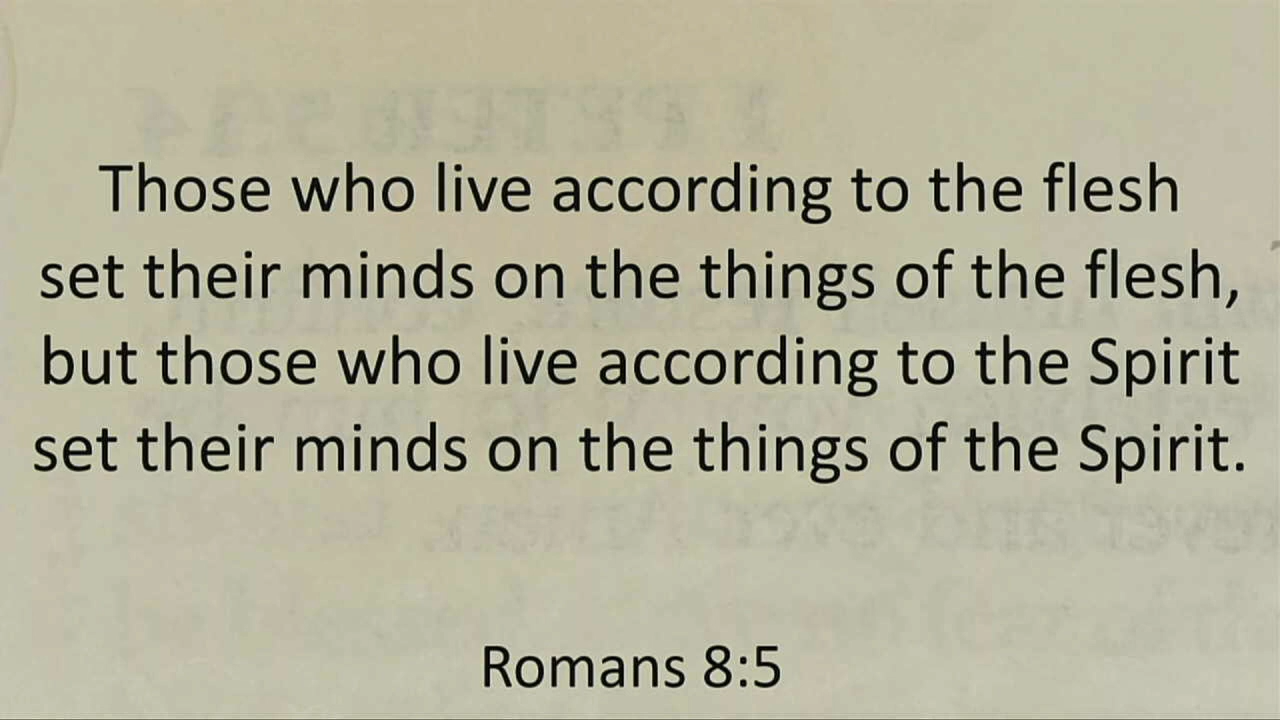 Those who live according to the flesh
set their minds on the things of the flesh,
but those who live according to the Spirit
set their minds on the things of the Spirit.
Romans 8:5